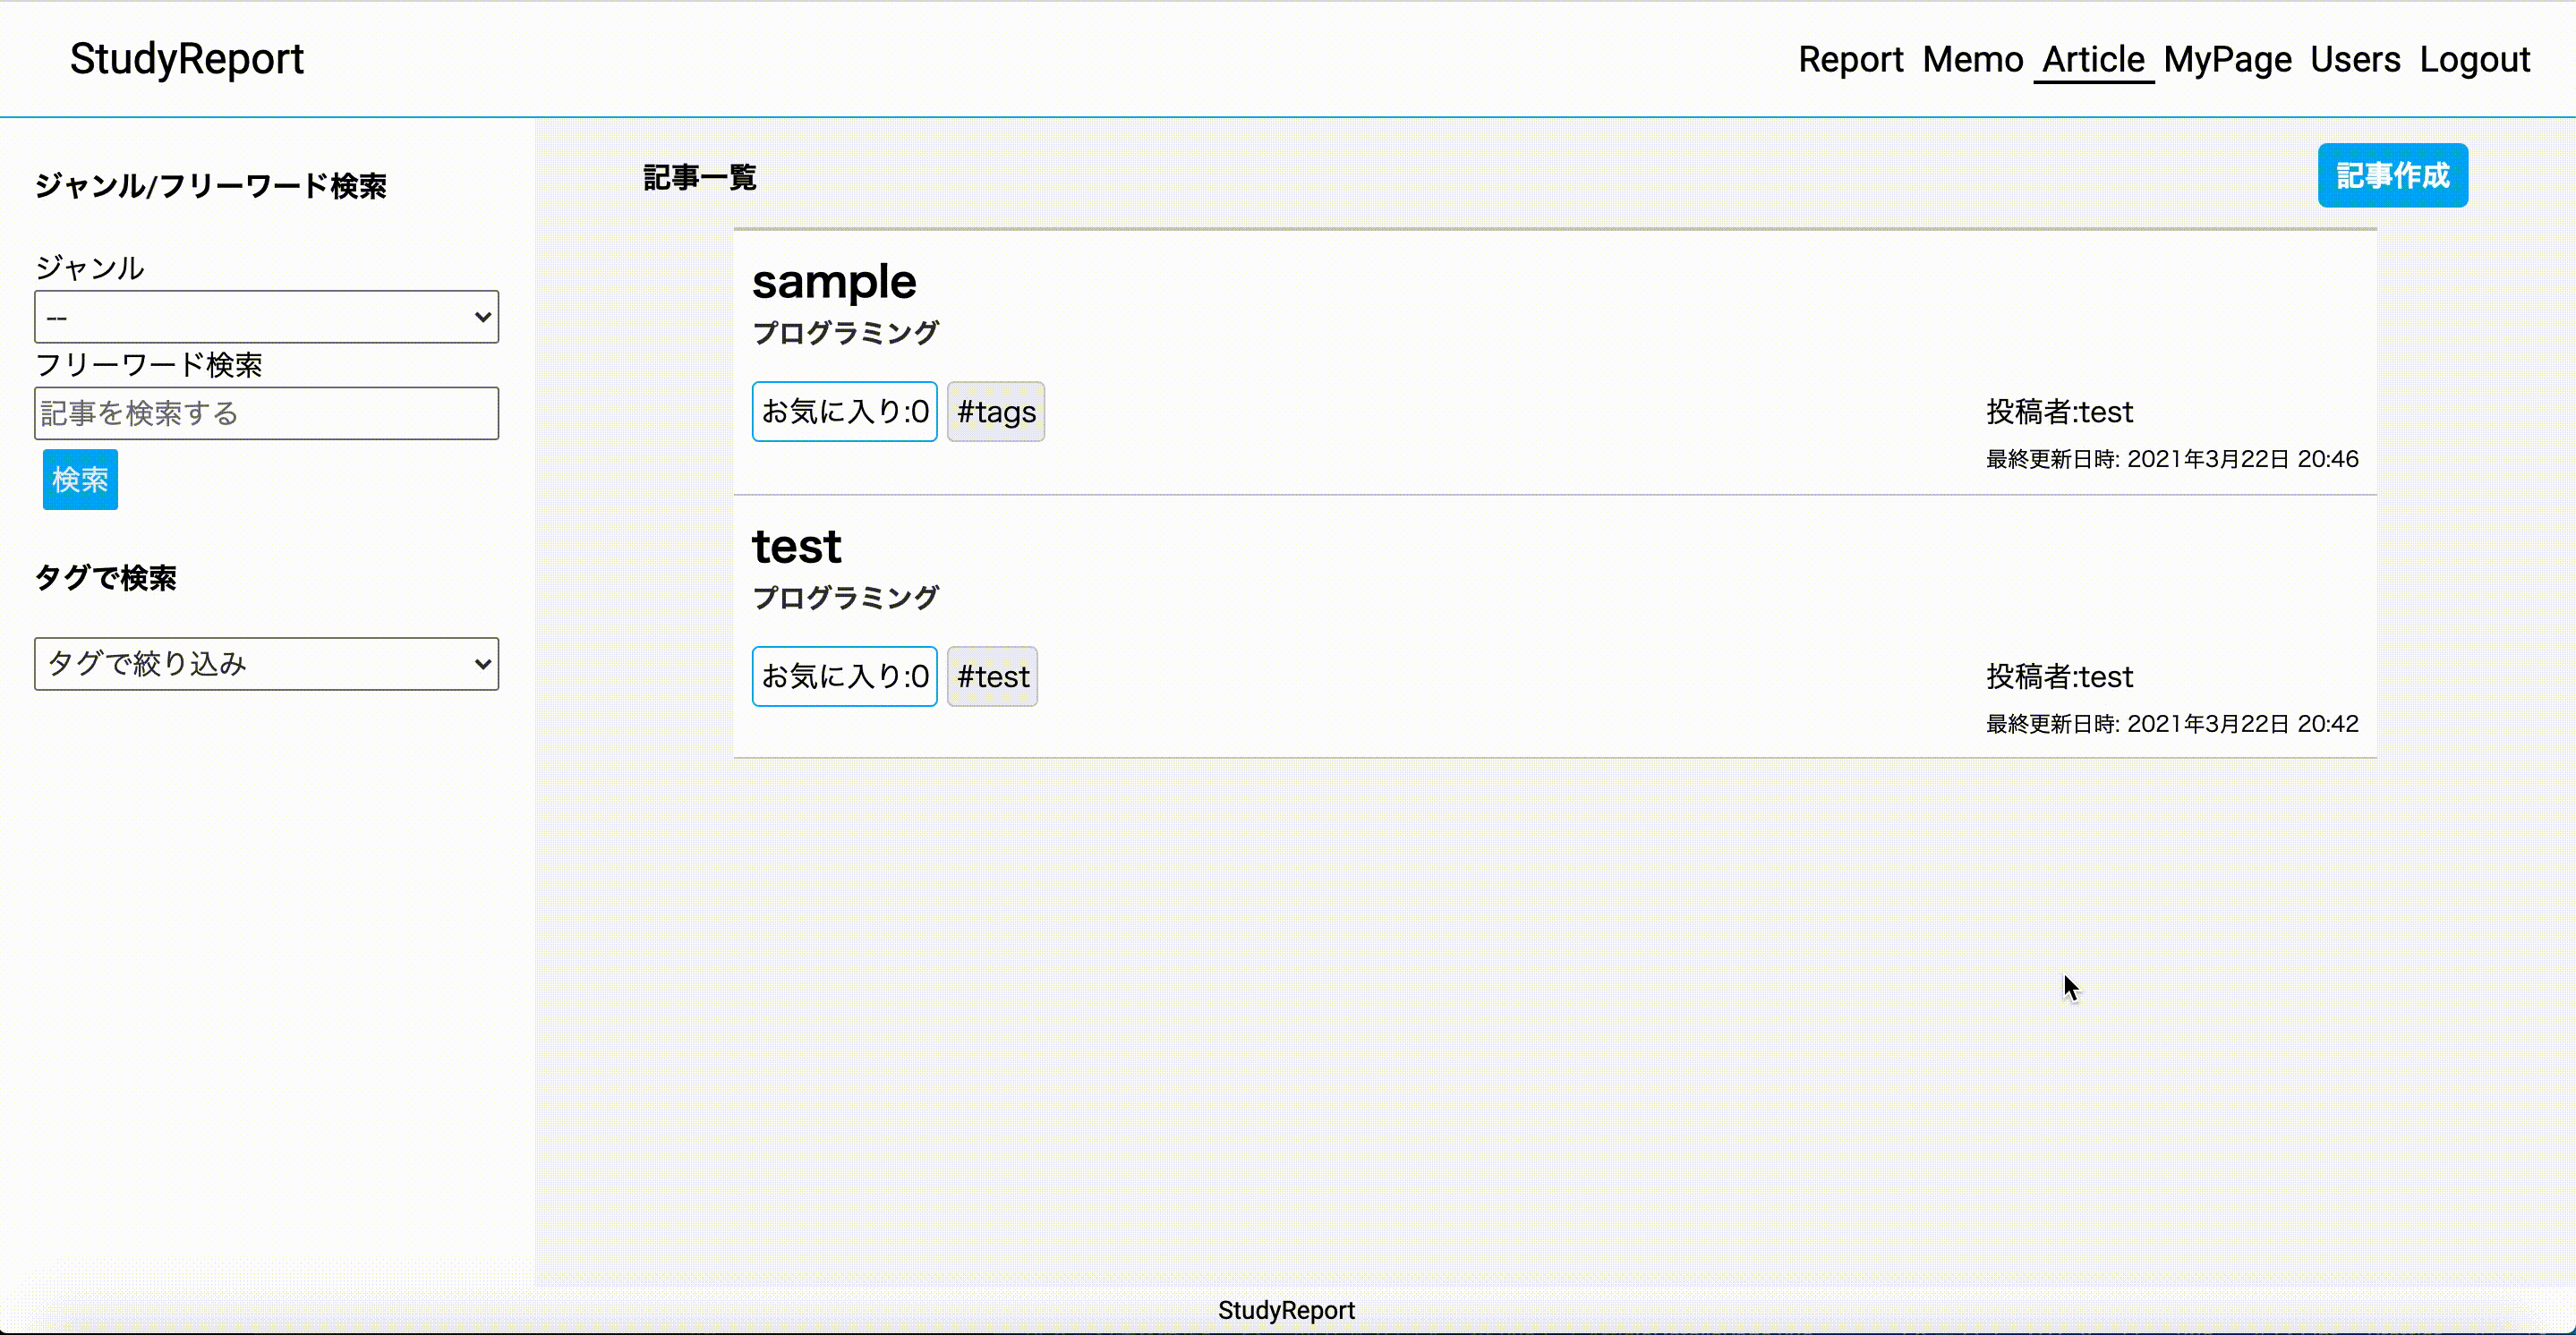 StudyReport
Report Memo Article MyPage Users Logout
ジャンル/フリーワード検索
ジャンル
--
フリーワード検索
記事を検索する
検索
タグで検索
タグで絞り込み
記事一覧
記事作成
sample
プログラミング
お気に入り:0 #tags
投稿者:test
最終更新日時: 2021年3月22日 20:46
test
プログラミング
お気に入り:0 #test
投稿者:test
最終更新日時: 2021年3月22日 20:42
StudyReport